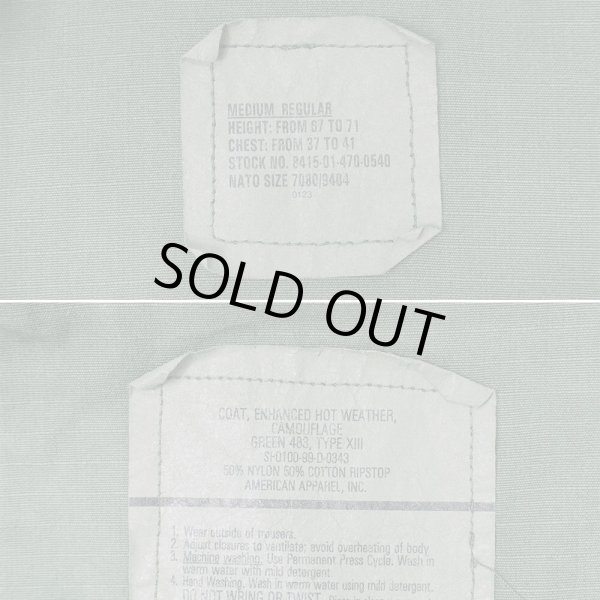 MEDIUM REGULAR
HEIGHT: FROM 67 TO 71
CHEST: FROM 37 TO 41
STOCK NO. 8415-01-470-0540
NATO SIZE 7080/9404
0123
SOLD OUT
COAT, ENHANCED HOT WEATHER,
CAMOUFLAGE
GREEN 483, TYPE XIII
SI-0100-99-D-0343
50% NYLON 50% COTTON RIPSTOP
AMERICAN APPAREL, INC.
1. Wear outside of trousers.
2. Adjust closures to ventilate; avoid overheating of body.
3. Machine washing. Use Permanent Press Cycle. Wash in
warm water with mild detergent.
4. Hand Washing. Wash in warm water using mild detergent.
DO NOT WRING OR TWIST.